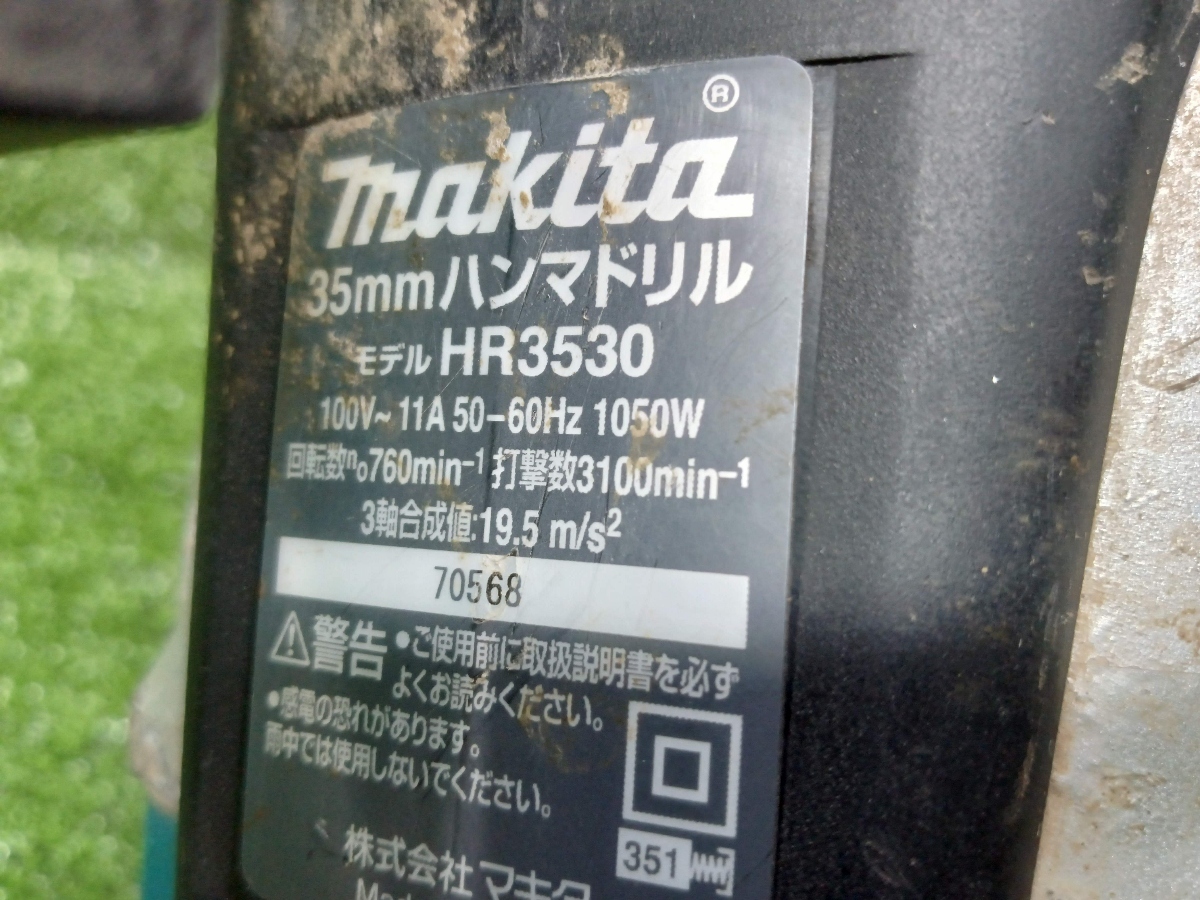 makita®
35mmハンマドリル
モデル HR3530
100V~ 11A 50-60Hz 1050W
回転数no760min-1 打撃数3100min-1
3軸合成値:19.5 m/s2
70568
警告 •ご使用前に取扱説明書を必ず
よくお読みください。
•感電の恐れがあります。
雨中では使用しないでください。
351
株式会社 マキタ